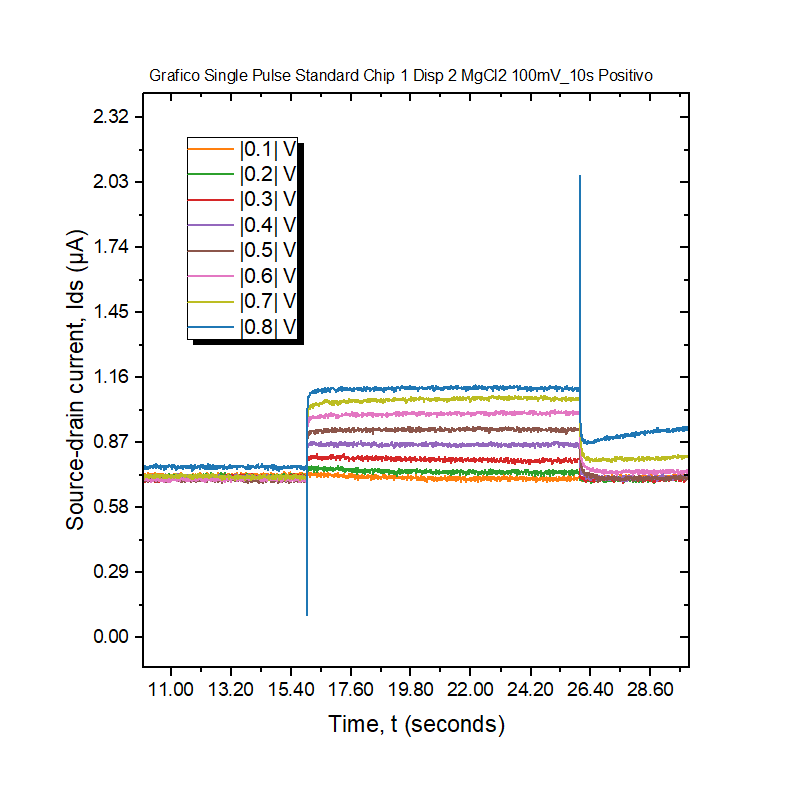 Grafico Single Pulse Standard Chip 1 Disp 2 MgCl2 100mV_10s Positivo
2.32
2.03
1.74
1.45
1.16
0.87
0.58
0.29
0.00
Source-drain current, Ids (µA)
|0.1| V
|0.2| V
|0.3| V
|0.4| V
|0.5| V
|0.6| V
|0.7| V
|0.8| V
11.00 13.20 15.40 17.60 19.80 22.00 24.20 26.40 28.60
Time, t (seconds)